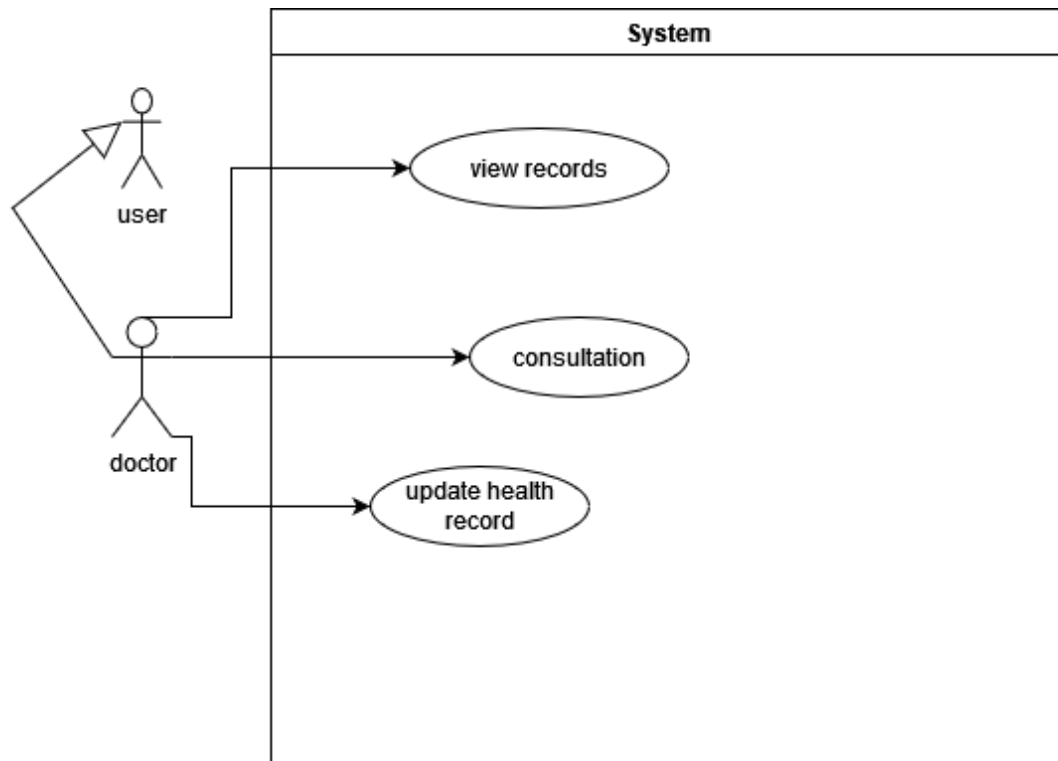 System
user
view records
doctor
consultation
update health
record